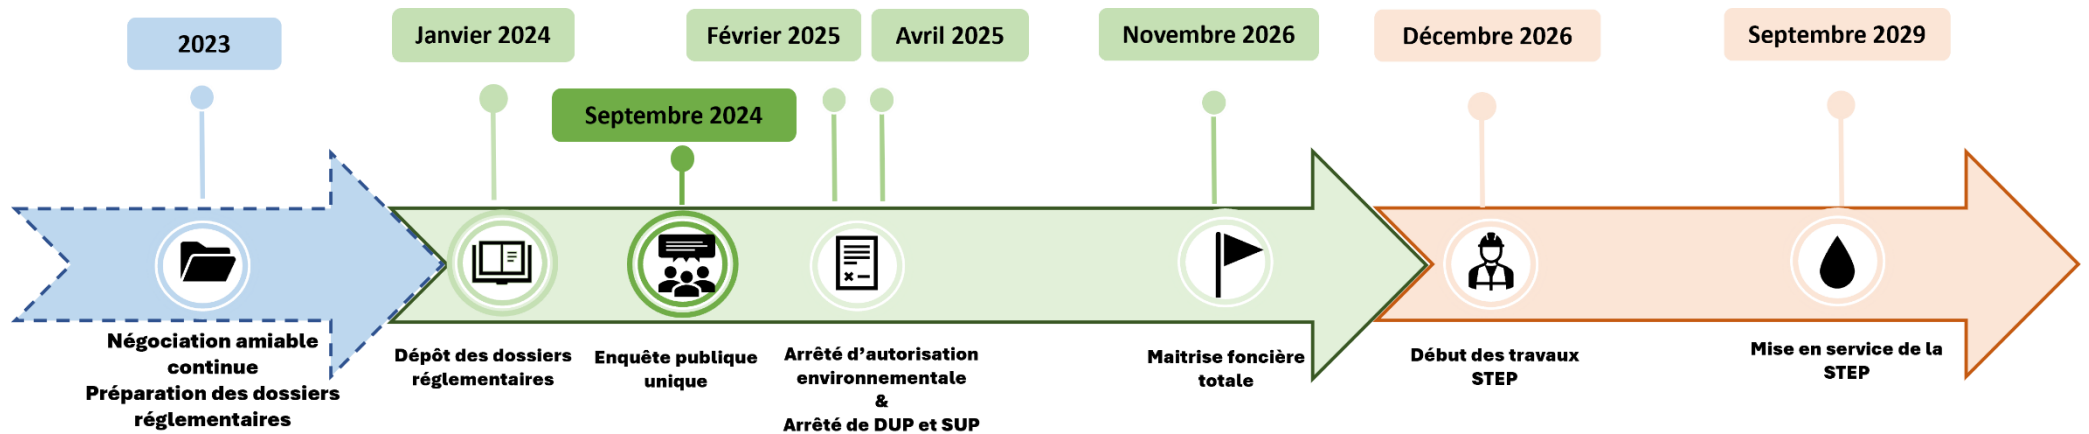 2023
Négociation amiable
continue
Préparation des dossiers
réglementaires
Janvier 2024
Dépôt des dossiers
réglementaires
Septembre 2024
Enquête publique
unique
Février 2025
Avril 2025
Arrêté d'autorisation
environnementale
&
Arrêté de DUP et SUP
Novembre 2026
Maitrise foncière
totale
Décembre 2026
Début des travaux
STEP
Septembre 2029
Mise en service de la
STEP